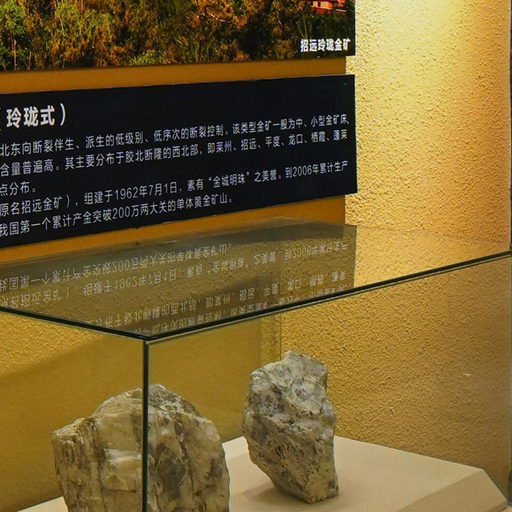 招远玲珑金矿
（玲珑式）
北东向断裂伴生、派生的低级别、低序次的断裂控制，该类型金矿一般为中、小型金矿床，
含量普遍高。其主要分布于胶北断隆的西北部，即莱州、招远、平度、龙口、栖霞、蓬莱
点分布。
原名招远金矿），组建于1962年7月1日，素有“金城明珠”之美誉，到2006年累计生产
我国第一个累计产金突破200万两大关的单体黄金矿山。